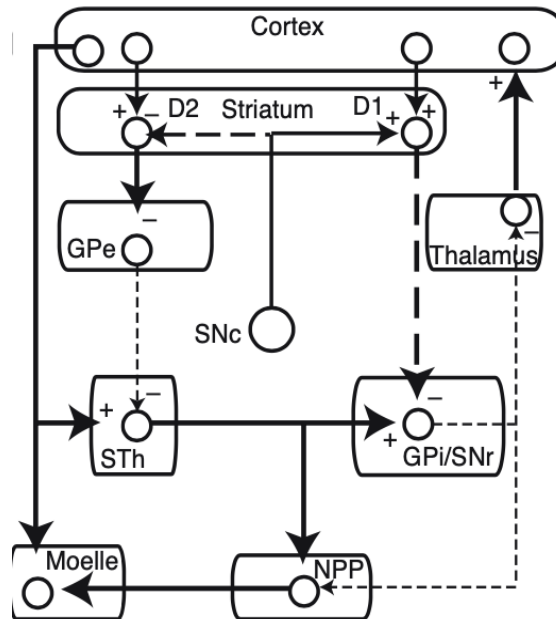 Cortex
+
+ – D2 Striatum D1 + +
–
GPe
–
Thalamus
SNc
–
–
+
STh
+
GPi/SNr
Moelle
NPP